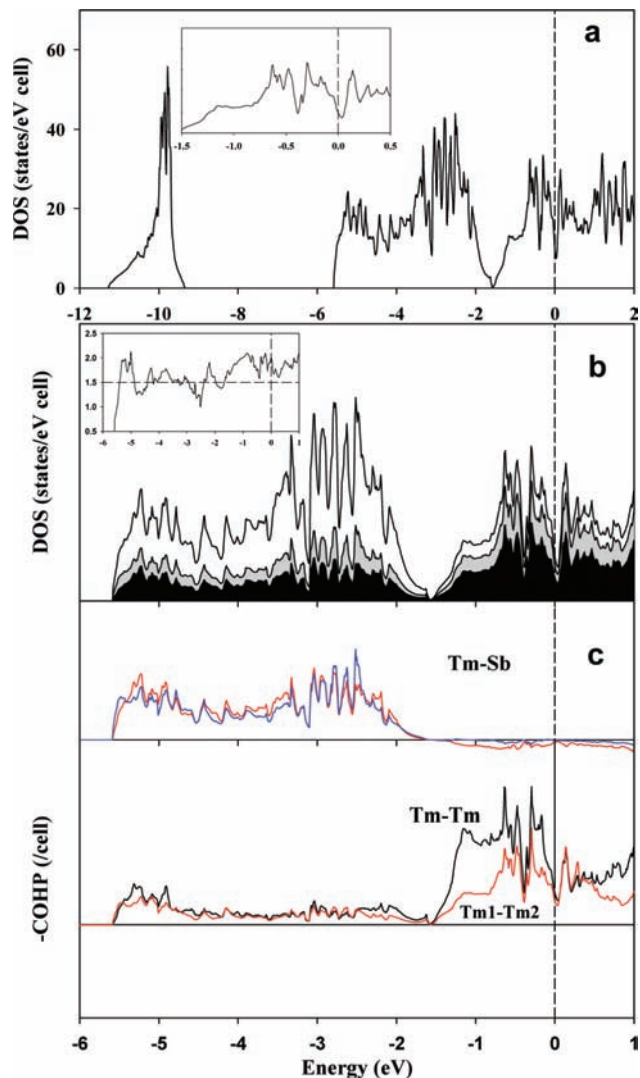 a
DOS (states/eV cell)
60
40
20
0
-1.5 -1.0 -0.5 0.0 0.5
-12 -10 -8 -6 -4 -2 0 2
b
DOS (states/eV cell)
2.5
2.0
1.5
1.0
0.5
-6 -5 -4 -3 -2 -1 0 1
c
Tm-Sb
-COHP (/cell)
Tm-Tm
Tm1-Tm2
-6 -5 -4 -3 -2 -1 0 1
Energy (eV)